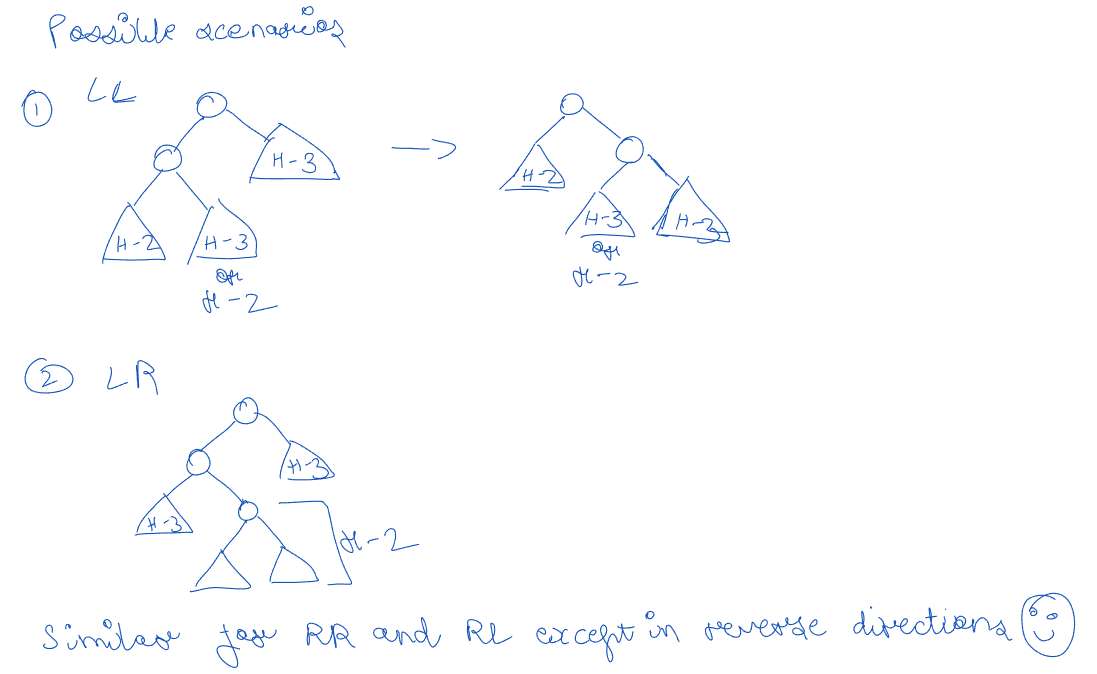 Possible scenarios
① LL
H-3
H-2
H-3
or
H-2
→
H-2
H-3
or
H-2
H-3
② LR
H-3
H-3
H-2
Similar for RR and RL except in reverse directions